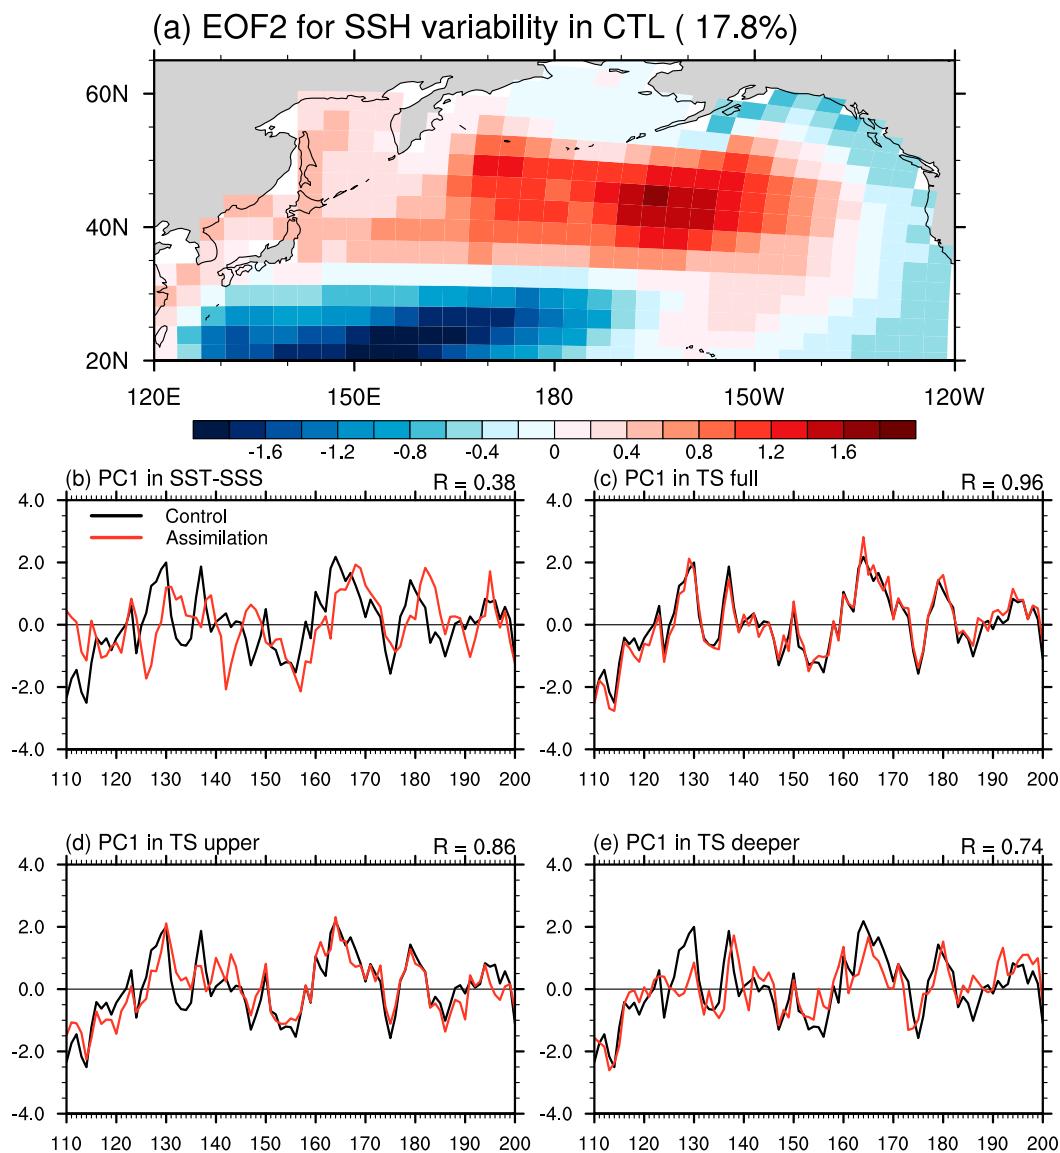 (a) EOF2 for SSH variability in CTL ( 17.8%)
60N
40N
20N
120E 150E 180 150W 120W
-1.6 -1.2 -0.8 -0.4 0 0.4 0.8 1.2 1.6
(b) PC1 in SST-SSS R = 0.38
4.0
2.0
0.0
-2.0
-4.0
Control
Assimilation
110 120 130 140 150 160 170 180 190 200
(c) PC1 in TS full R = 0.96
4.0
2.0
0.0
-2.0
-4.0
110 120 130 140 150 160 170 180 190 200
(d) PC1 in TS upper R = 0.86
4.0
2.0
0.0
-2.0
-4.0
110 120 130 140 150 160 170 180 190 200
(e) PC1 in TS deeper R = 0.74
4.0
2.0
0.0
-2.0
-4.0
110 120 130 140 150 160 170 180 190 200